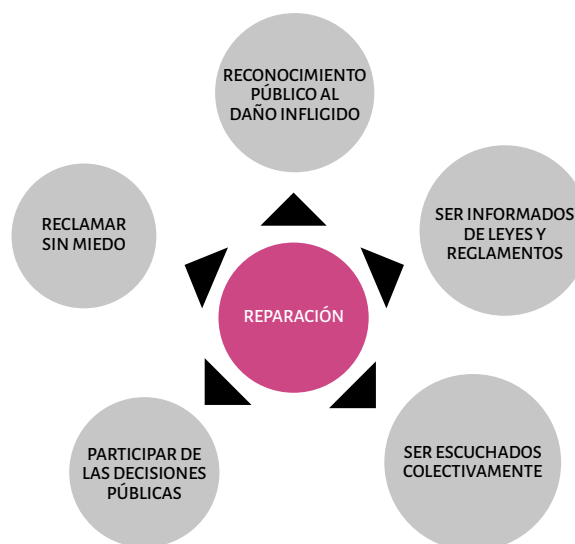 RECONOCIMIENTO
PÚBLICO AL
DAÑO INFLIGIDO
RECLAMAR
SIN MIEDO
SER INFORMADOS
DE LEYES Y
REGLAMENTOS
REPARACIÓN
PARTICIPAR DE
LAS DECISIONES
PÚBLICAS
SER ESCUCHADOS
COLECTIVAMENTE